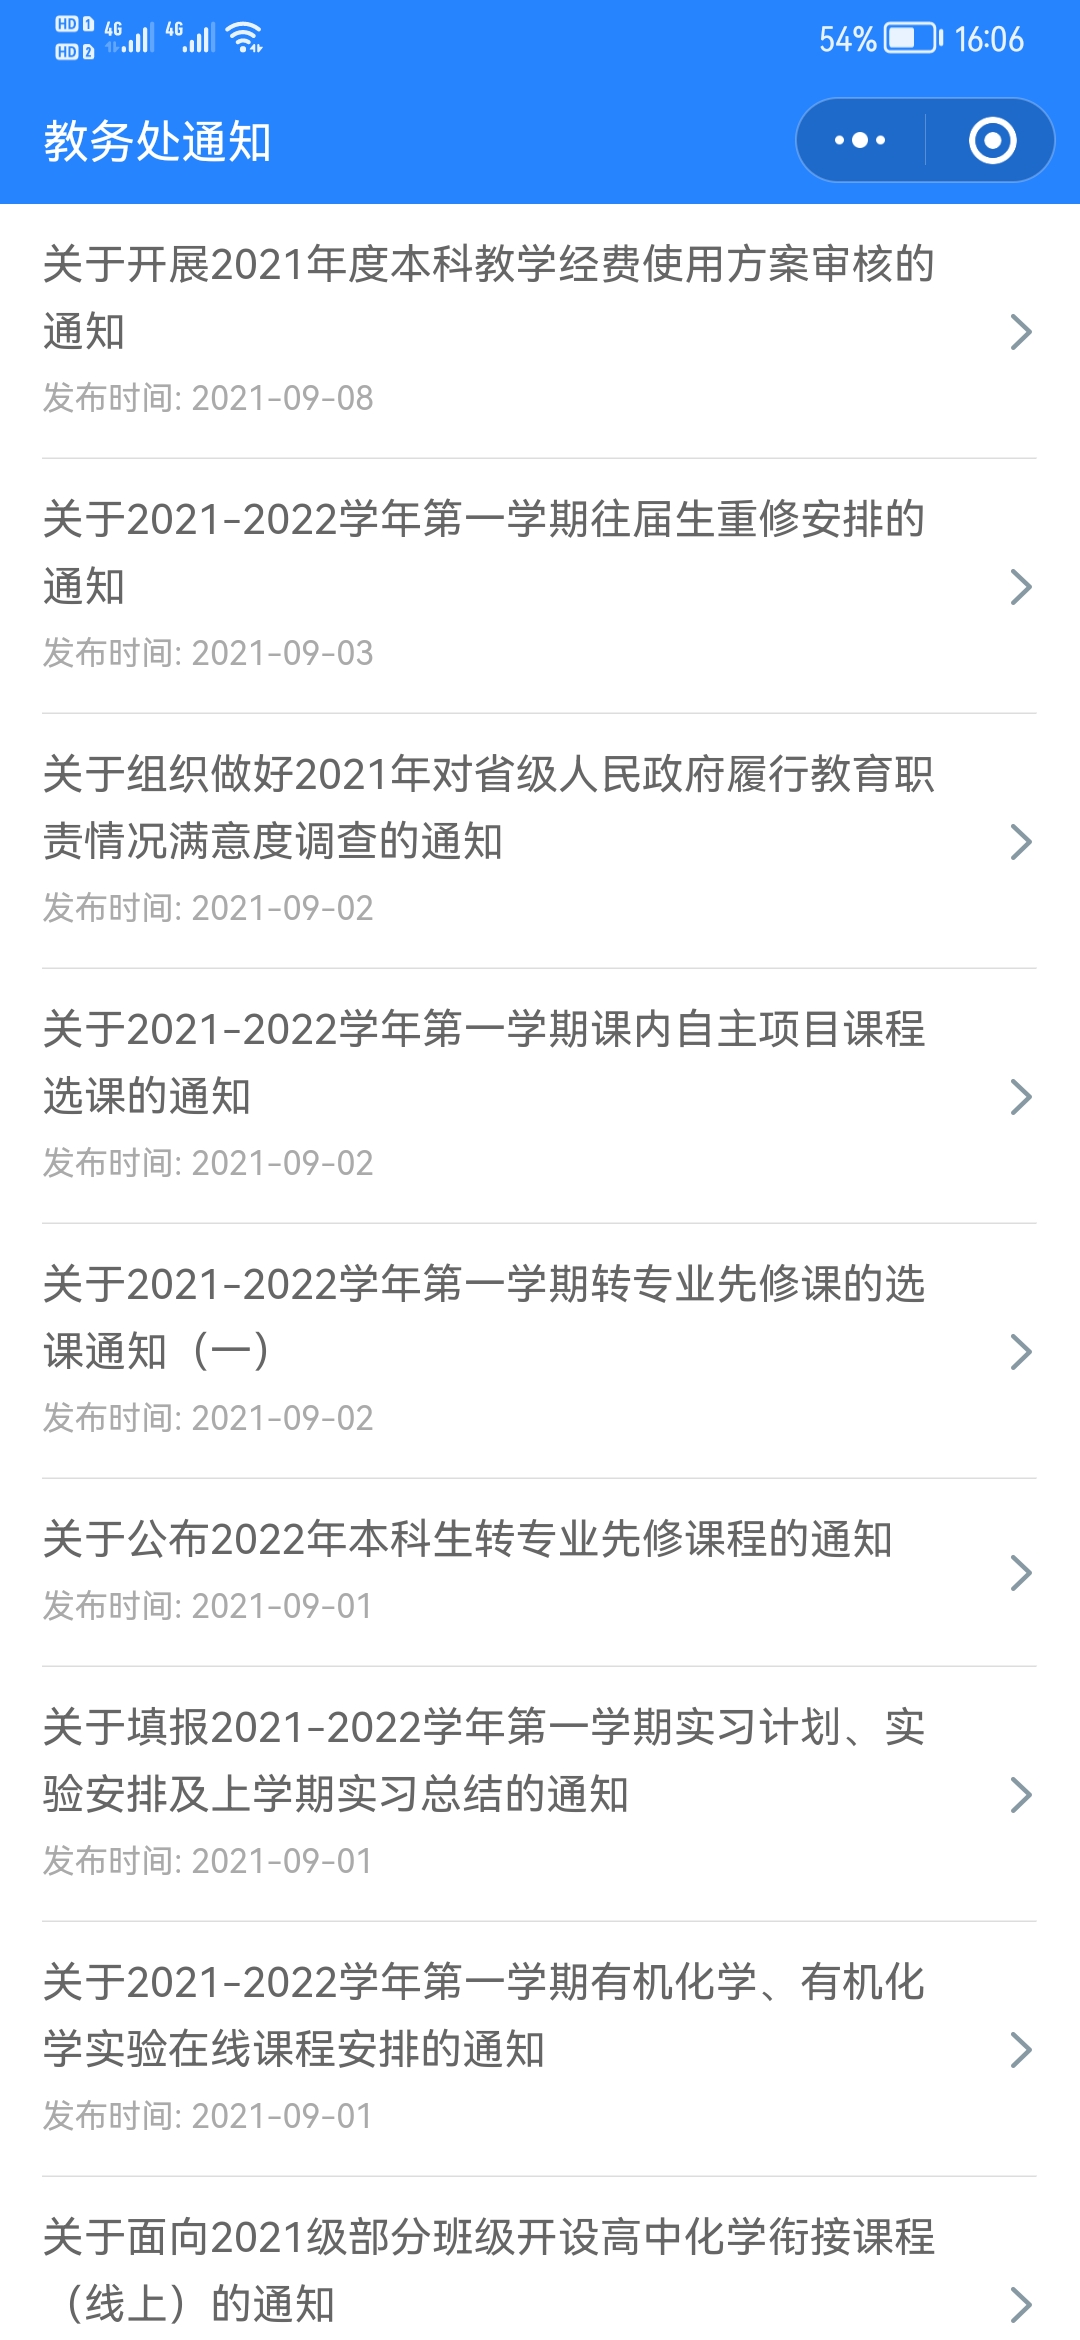 HD 1 4G 4G
HD 2
54% 16:06
教务处通知
关于开展2021年度本科教学经费使用方案审核的
通知
发布时间: 2021-09-08
关于2021-2022学年第一学期往届生重修安排的
通知
发布时间: 2021-09-03
关于组织做好2021年对省级人民政府履行教育职
责情况满意度调查的通知
发布时间: 2021-09-02
关于2021-2022学年第一学期课内自主项目课程
选课的通知
发布时间: 2021-09-02
关于2021-2022学年第一学期转专业先修课的选
课通知（一）
发布时间: 2021-09-02
关于公布2022年本科生转专业先修课程的通知
发布时间: 2021-09-01
关于填报2021-2022学年第一学期实习计划、实
验安排及上学期实习总结的通知
发布时间: 2021-09-01
关于2021-2022学年第一学期有机化学、有机化
学实验在线课程安排的通知
发布时间: 2021-09-01
关于面向2021级部分班级开设高中化学衔接课程
（线上）的通知